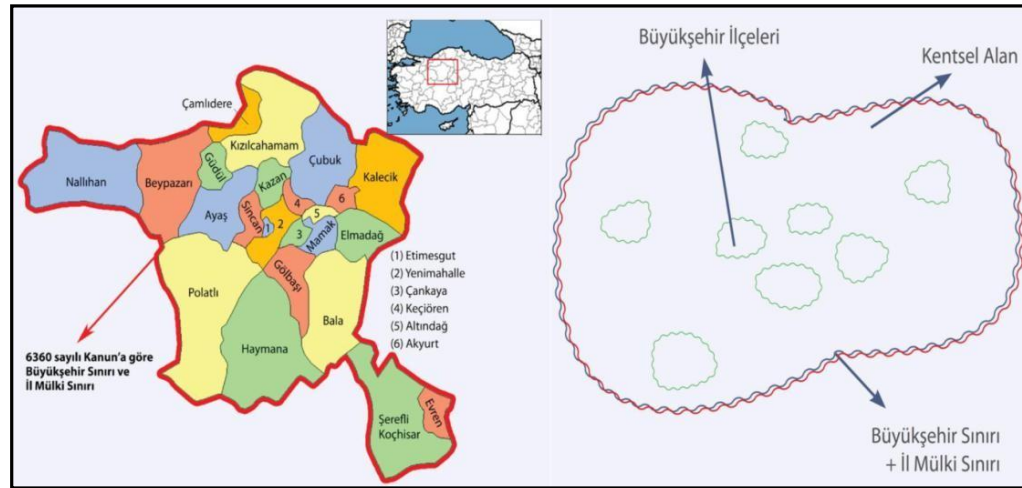 Çamlıdere
Kızılcahamam
Çubuk
Kalecik
Nallıhan
Beypazarı
Güdül
Kazan
Ayaş
Sincan
1
2
3
4
5
6
Mamak
Elmadağ
Gölbaşı
Polatlı
Haymana
Bala
Şerefli
Koçhisar
Evren
(1) Etimesgut
(2) Yenimahalle
(3) Çankaya
(4) Keçiören
(5) Altındağ
(6) Akyurt
6360 sayılı Kanun'a göre
Büyükşehir Sınırı ve
İl Mülki Sınırı
Büyükşehir İlçeleri
Kentsel Alan
Büyükşehir Sınırı
+ İl Mülki Sınırı